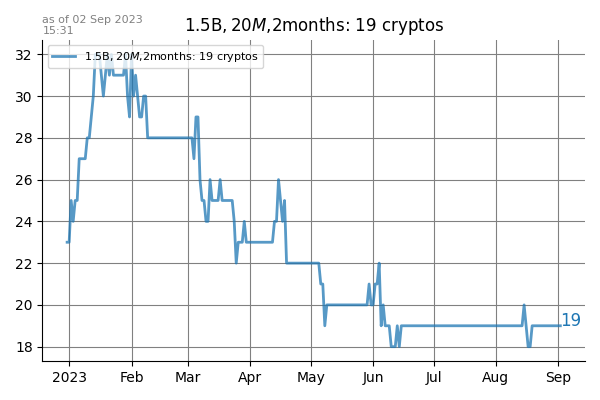 as of 02 Sep 2023
15:31
1.5B, 20M,2months: 19 cryptos
1.5B, 20M,2months: 19 cryptos
32
30
28
26
24
22
20
18
19
2023 Feb Mar Apr May Jun Jul Aug Sep